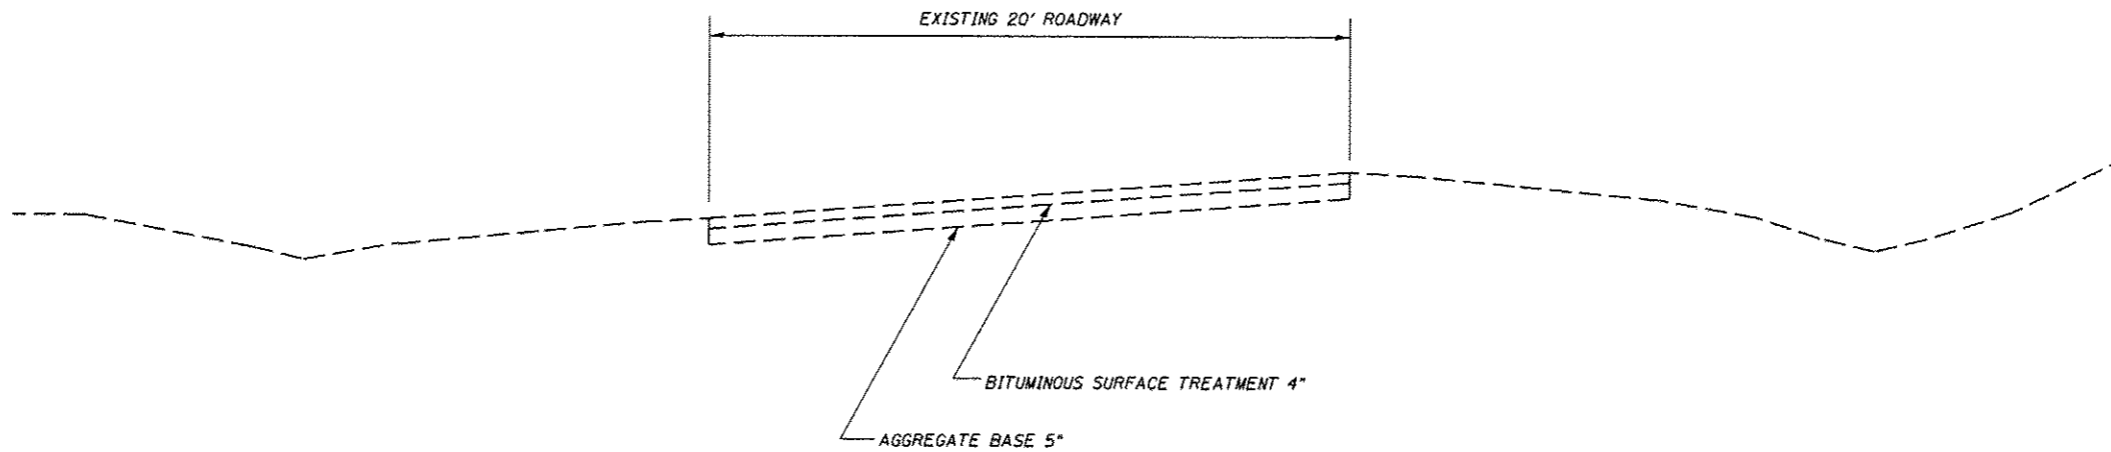 EXISTING 20' ROADWAY
BITUMINOUS SURFACE TREATMENT 4"
AGGREGATE BASE 5"